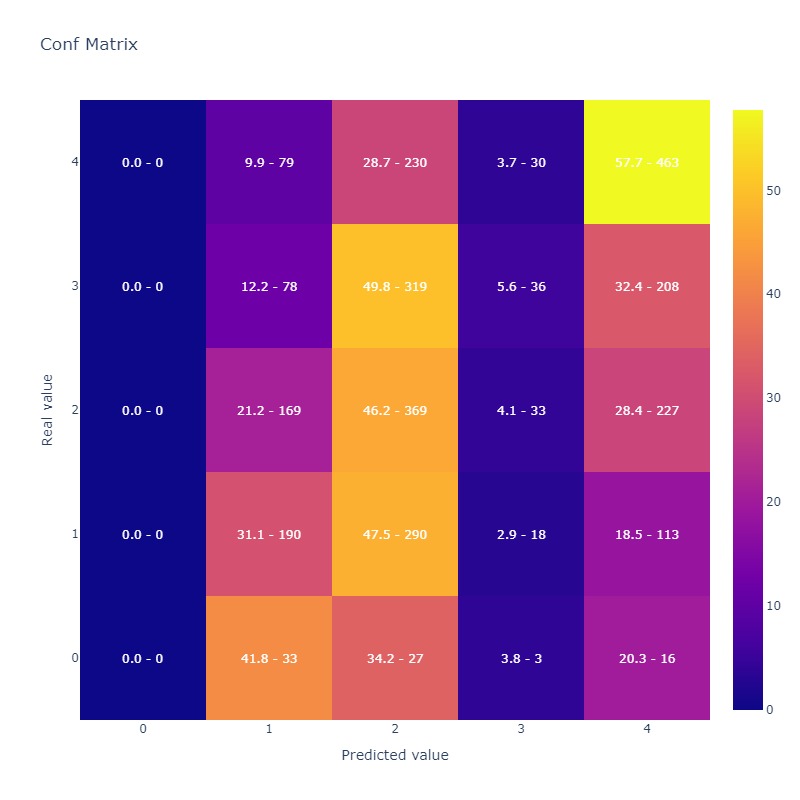 Conf Matrix
4
0.0 - 0
9.9 - 79
28.7 - 230
3.7 - 30
57.7 - 463
3
0.0 - 0
12.2 - 78
49.8 - 319
5.6 - 36
32.4 - 208
2
0.0 - 0
21.2 - 169
46.2 - 369
4.1 - 33
28.4 - 227
1
0.0 - 0
31.1 - 190
47.5 - 290
2.9 - 18
18.5 - 113
0
0.0 - 0
41.8 - 33
34.2 - 27
3.8 - 3
20.3 - 16
0
1
2
3
4
Predicted value
Real value
50
40
30
20
10
0